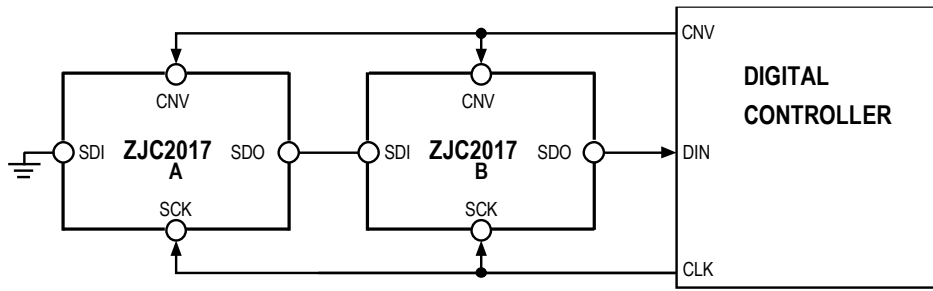 CNV
CNV
CNV
DIGITAL
CONTROLLER
SDI
ZJC2017
A
SDO
SDI
ZJC2017
B
SDO
DIN
SCK
SCK
CLK